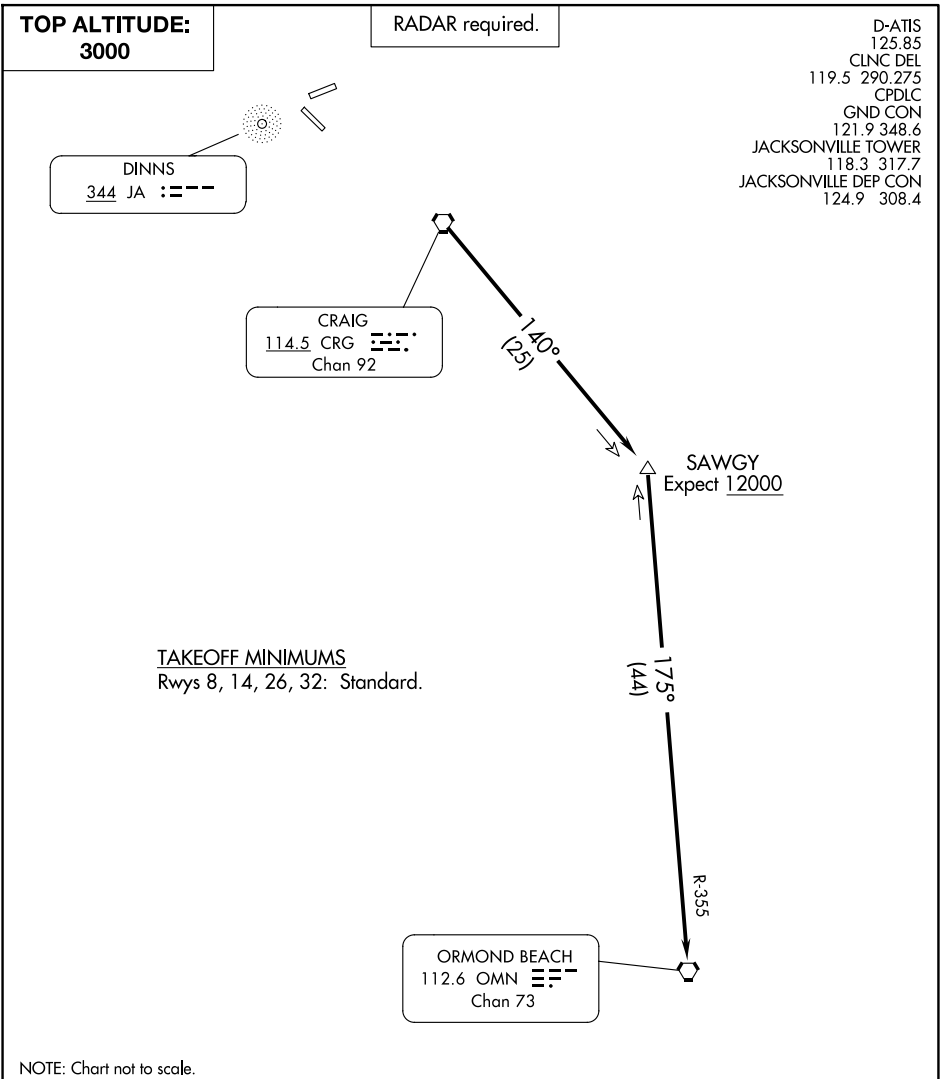 TOP ALTITUDE:
3000
RADAR required.
D-ATIS
125.85
CLNC DEL
119.5 290.275
CPDLC
GND CON
121.9 348.6
JACKSONVILLE TOWER
118.3 317.7
JACKSONVILLE DEP CON
124.9 308.4
DINNS
344 JA
CRAIG
114.5 CRG
Chan 92
140°
(25)
SAWGY
Expect 12000
TAKEOFF MINIMUMS
Rwys 8, 14, 26, 32: Standard.
175°
(44)
R-355
ORMOND BEACH
112.6 OMN
Chan 73
NOTE: Chart not to scale.